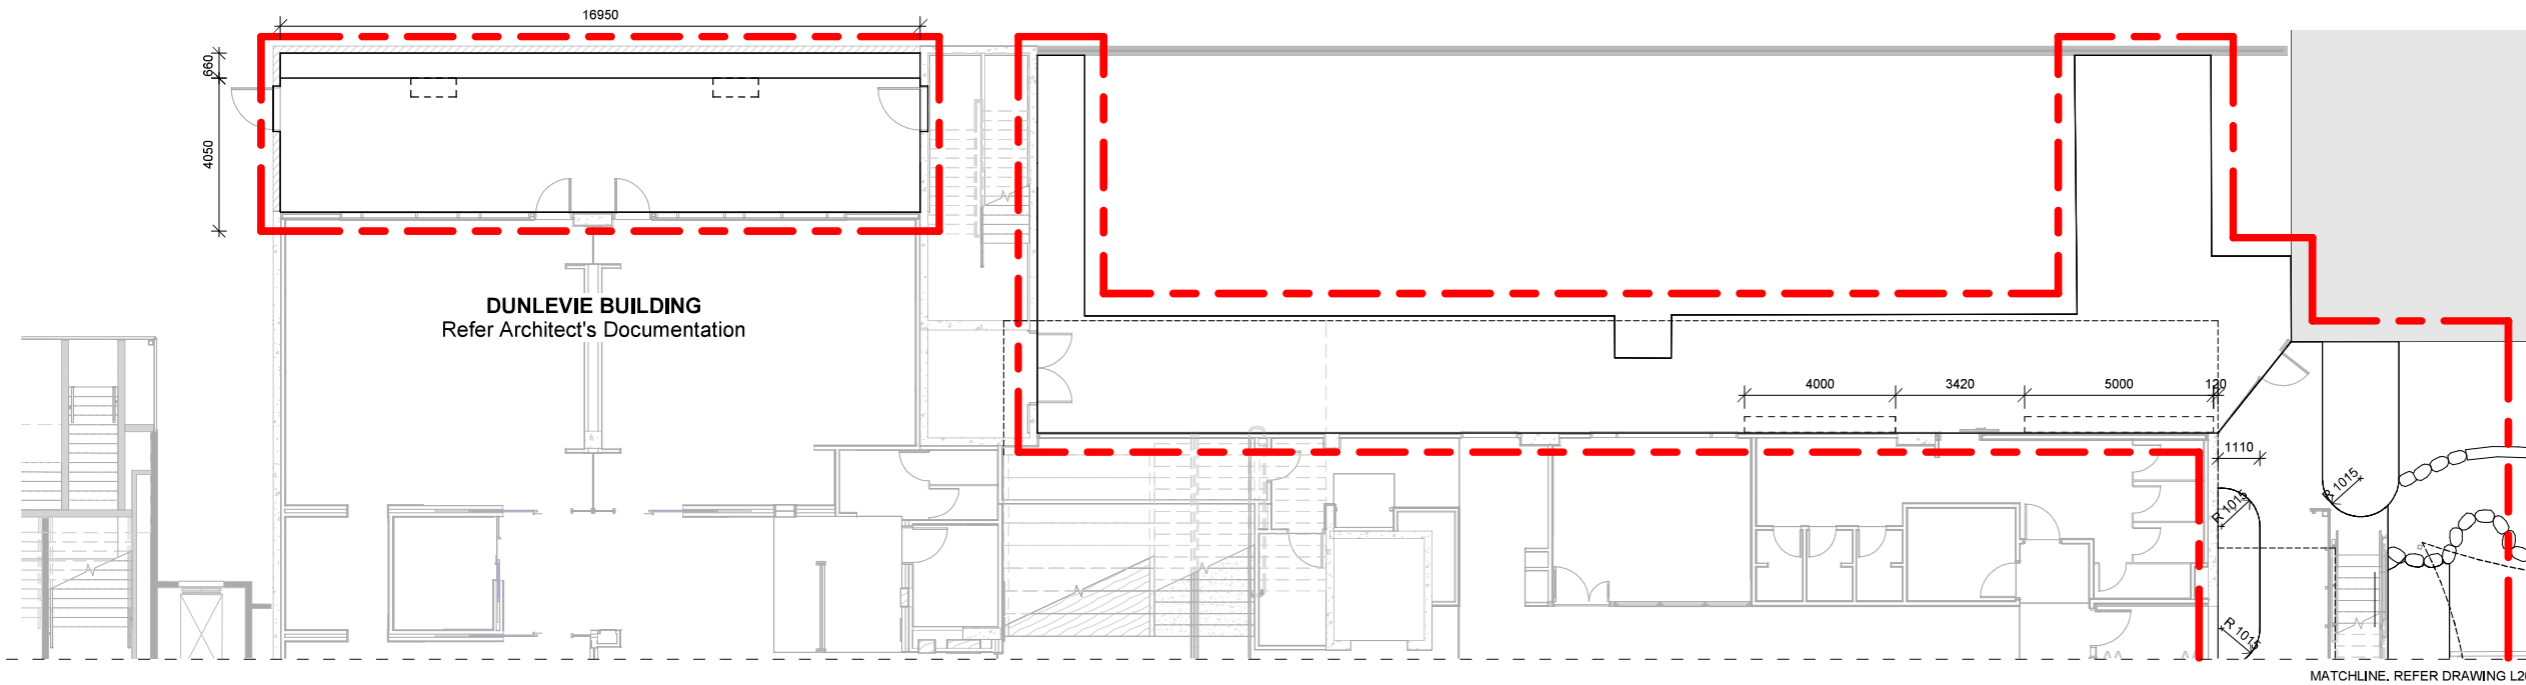 16950
660
4050
DUNLEVIE BUILDING
Refer Architect's Documentation
4000
3420
5000
120
1110
R 1015
R 1015
R 1015
MATCHLINE. REFER DRAWING L20